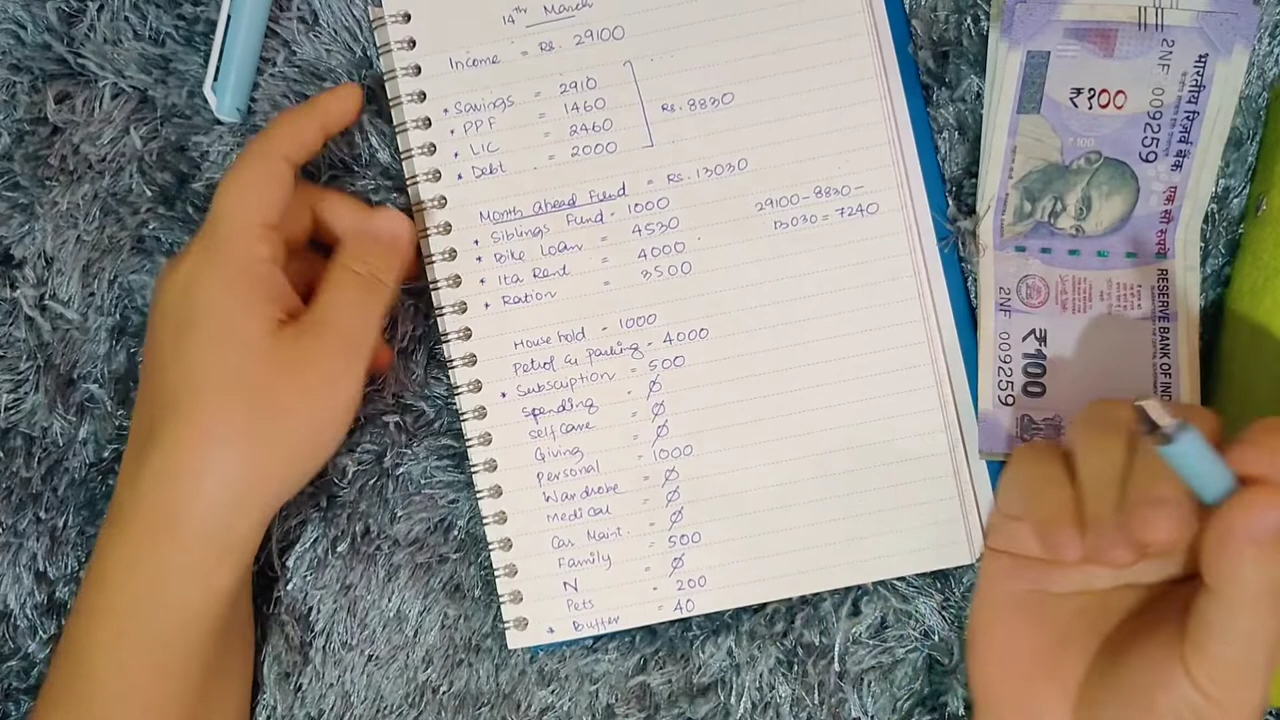 14th March
Income = Rs. 29100
* Savings = 2910
* PPF = 1460
* LIC = 2460
* Debt = 2000
Rs. 8830
Month ahead Fund = Rs. 13030
* Siblings Fund - 1000
* Bike Loan = 4530
* Ita Rent = 4000
* Ration = 3500
29100-8830-
13030 = 7240
House hold - 1000
Petrol & parking - 4000
* Subscription = 500
Spending - ∅
self care = ∅
Giving = ∅
Personal = 1000
Wardrobe = ∅
Medical = ∅
Car Maint. - ∅
Family = 500
N = ∅
Pets - 200
* Buffer = 40
2NF 009259
₹१००
₹100
भारतीय रिज़र्व बैंक
एक सौ रुपये
RESERVE BANK OF IND
₹100
2NF 009259